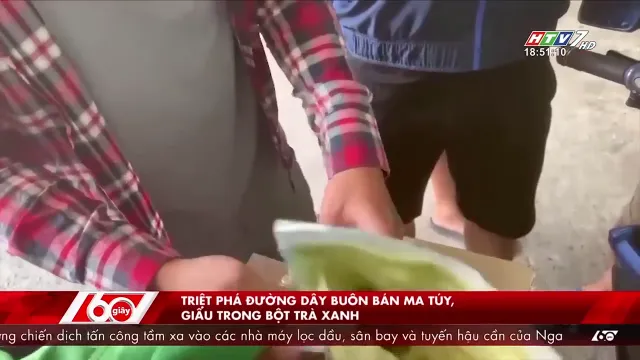 HTV7 HD
18:51:10
60 giây
TRIỆT PHÁ ĐƯỜNG DÂY BUÔN BÁN MA TÚY,
GIẤU TRONG BỘT TRÀ XANH
ứng chiến dịch tấn công tầm xa vào các nhà máy lọc dầu, sân bay và tuyến hậu cần của Nga
60